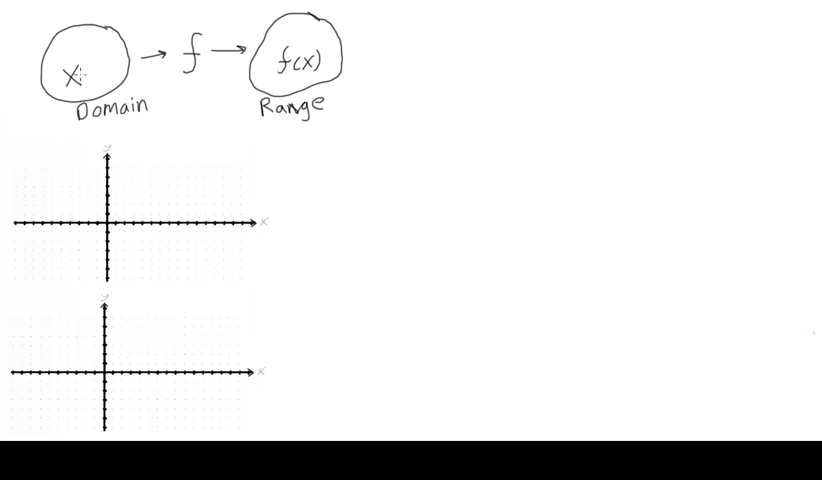 x → f → f(x)
Domain Range
y
x
y
x